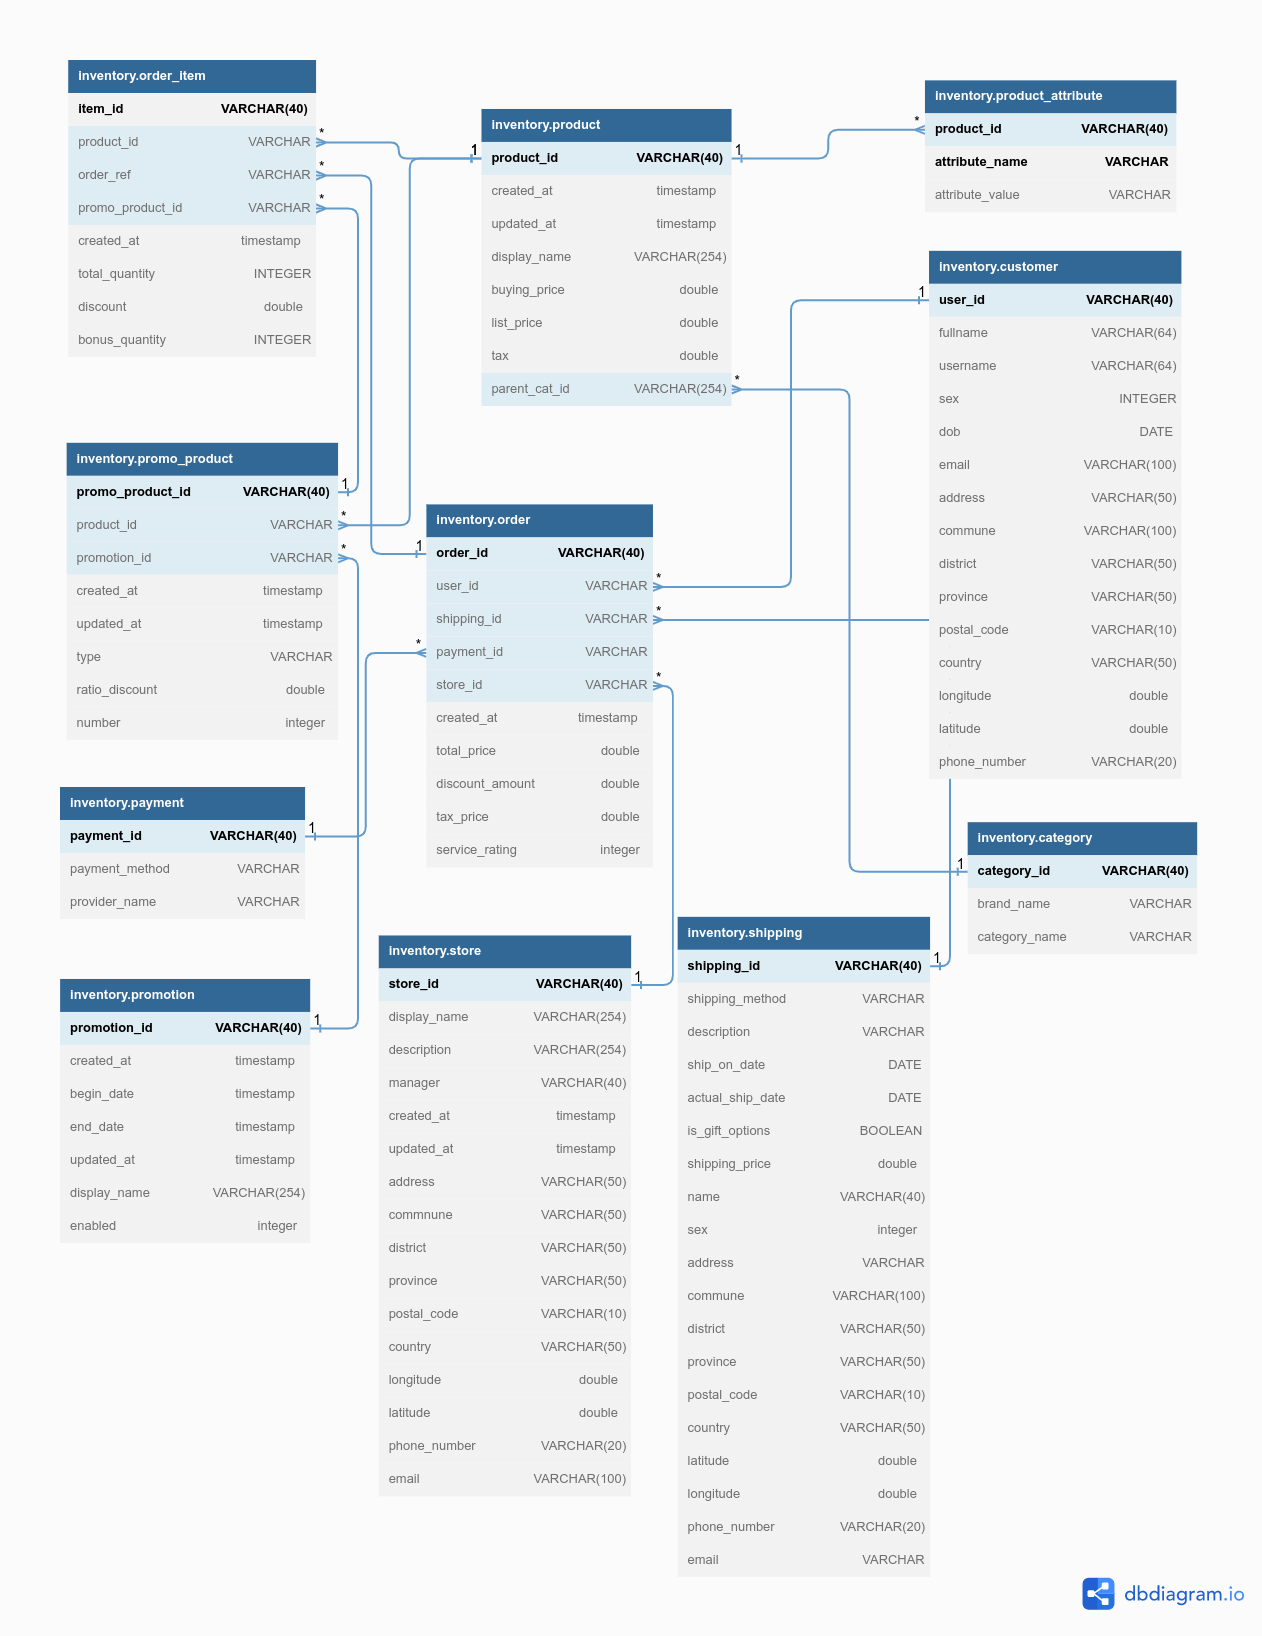 inventory.order_item
item_id VARCHAR(40)
product_id VARCHAR *
order_ref VARCHAR *
promo_product_id VARCHAR *
created_at timestamp
total_quantity INTEGER
discount double
bonus_quantity INTEGER
inventory.product
1 product_id VARCHAR(40) 1
created_at timestamp
updated_at timestamp
display_name VARCHAR(254)
buying_price double
list_price double
tax double
parent_cat_id VARCHAR(254) *
inventory.product_attribute
* product_id VARCHAR(40)
attribute_name VARCHAR
attribute_value VARCHAR
inventory.customer
1 user_id VARCHAR(40)
fullname VARCHAR(64)
username VARCHAR(64)
sex INTEGER
dob DATE
email VARCHAR(100)
address VARCHAR(50)
commune VARCHAR(100)
district VARCHAR(50)
province VARCHAR(50)
postal_code VARCHAR(10)
country VARCHAR(50)
longitude double
latitude double
phone_number VARCHAR(20)
inventory.promo_product
promo_product_id VARCHAR(40) 1
product_id VARCHAR *
promotion_id VARCHAR *
created_at timestamp
updated_at timestamp
type VARCHAR
ratio_discount double
number integer
inventory.order
1 order_id VARCHAR(40)
user_id VARCHAR *
shipping_id VARCHAR *
* payment_id VARCHAR
store_id VARCHAR *
created_at timestamp
total_price double
discount_amount double
tax_price double
service_rating integer
inventory.payment
payment_id VARCHAR(40) 1
payment_method VARCHAR
provider_name VARCHAR
inventory.category
1 category_id VARCHAR(40)
brand_name VARCHAR
category_name VARCHAR
inventory.promotion
promotion_id VARCHAR(40) 1
created_at timestamp
begin_date timestamp
end_date timestamp
updated_at timestamp
display_name VARCHAR(254)
enabled integer
inventory.store
store_id VARCHAR(40) 1
display_name VARCHAR(254)
description VARCHAR(254)
manager VARCHAR(40)
created_at timestamp
updated_at timestamp
address VARCHAR(50)
commnune VARCHAR(50)
district VARCHAR(50)
province VARCHAR(50)
postal_code VARCHAR(10)
country VARCHAR(50)
longitude double
latitude double
phone_number VARCHAR(20)
email VARCHAR(100)
inventory.shipping
shipping_id VARCHAR(40) 1
shipping_method VARCHAR
description VARCHAR
ship_on_date DATE
actual_ship_date DATE
is_gift_options BOOLEAN
shipping_price double
name VARCHAR(40)
sex integer
address VARCHAR
commune VARCHAR(100)
district VARCHAR(50)
province VARCHAR(50)
postal_code VARCHAR(10)
country VARCHAR(50)
latitude double
longitude double
phone_number VARCHAR(20)
email VARCHAR
dbdiagram.io